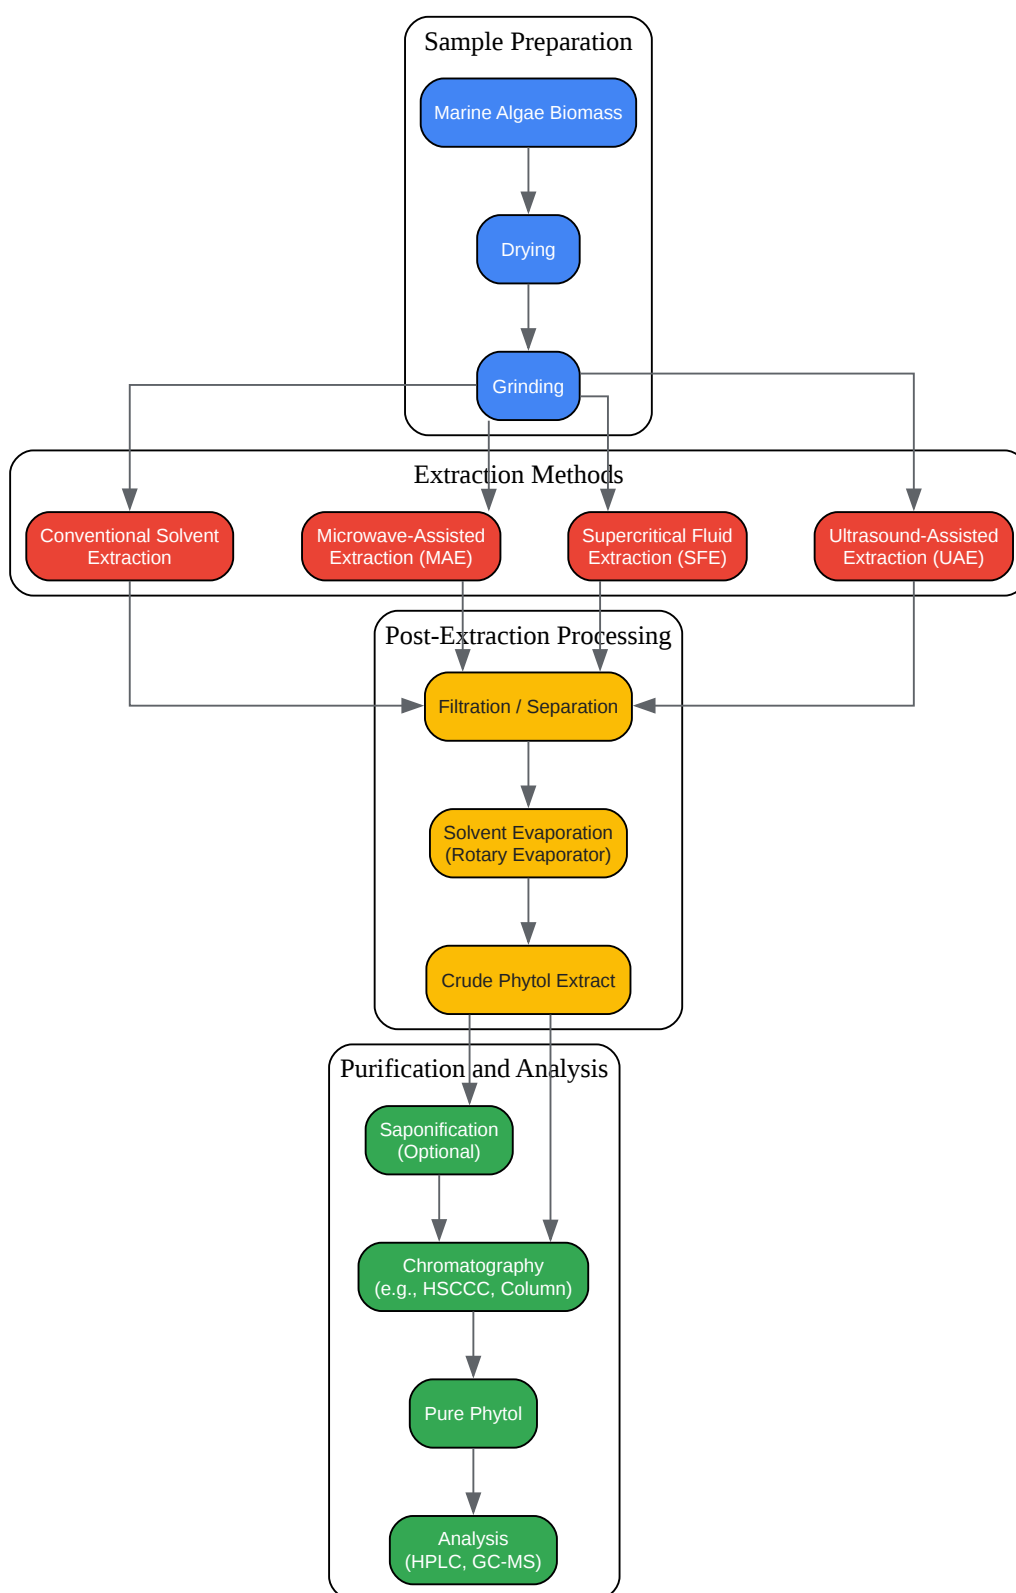 Sample Preparation
Marine Algae Biomass
Drying
Grinding
Extraction Methods
Conventional Solvent
Extraction
Microwave-Assisted
Extraction (MAE)
Supercritical Fluid
Extraction (SFE)
Ultrasound-Assisted
Extraction (UAE)
Post-Extraction Processing
Filtration / Separation
Solvent Evaporation
(Rotary Evaporator)
Crude Phytol Extract
Purification and Analysis
Saponification
(Optional)
Chromatography
(e.g., HSCCC, Column)
Pure Phytol
Analysis
(HPLC, GC-MS)